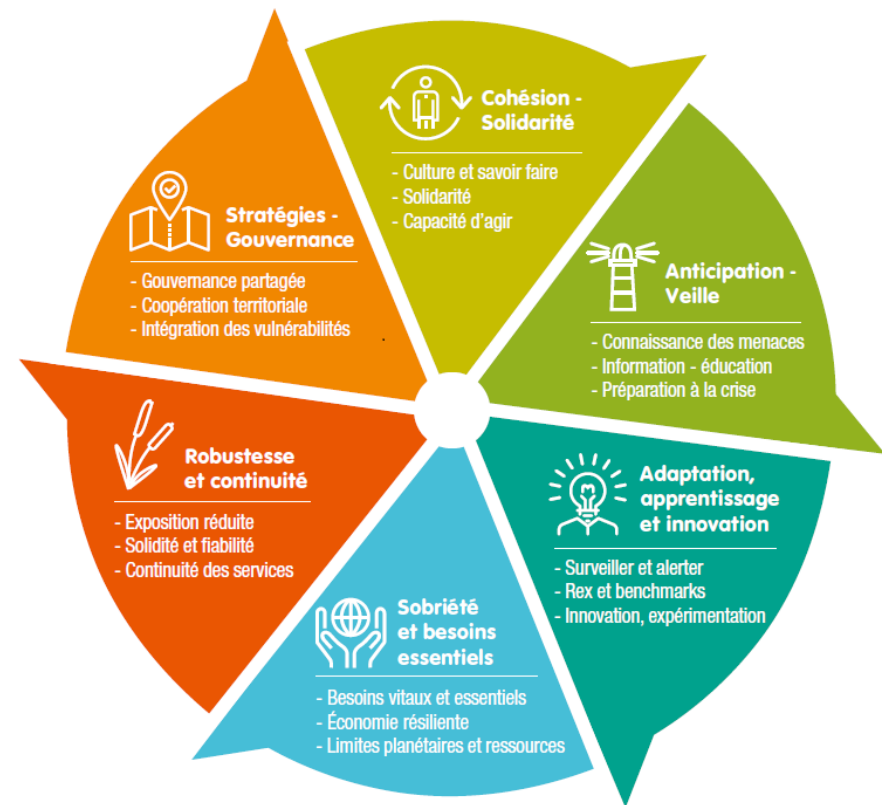 Cohésion -
Solidarité
- Culture et savoir faire
- Solidarité
- Capacité d'agir
Anticipation -
Veille
- Connaissance des menaces
- Information - éducation
- Préparation à la crise
Adaptation,
apprentissage
et innovation
- Surveiller et alerter
- Rex et benchmarks
- Innovation, expérimentation
Sobriété
et besoins
essentiels
- Besoins vitaux et essentiels
- Économie résiliente
- Limites planétaires et ressources
Robustesse
et continuité
- Exposition réduite
- Solidité et fiabilité
- Continuité des services
Stratégies -
Gouvernance
- Gouvernance partagée
- Coopération territoriale
- Intégration des vulnérabilités